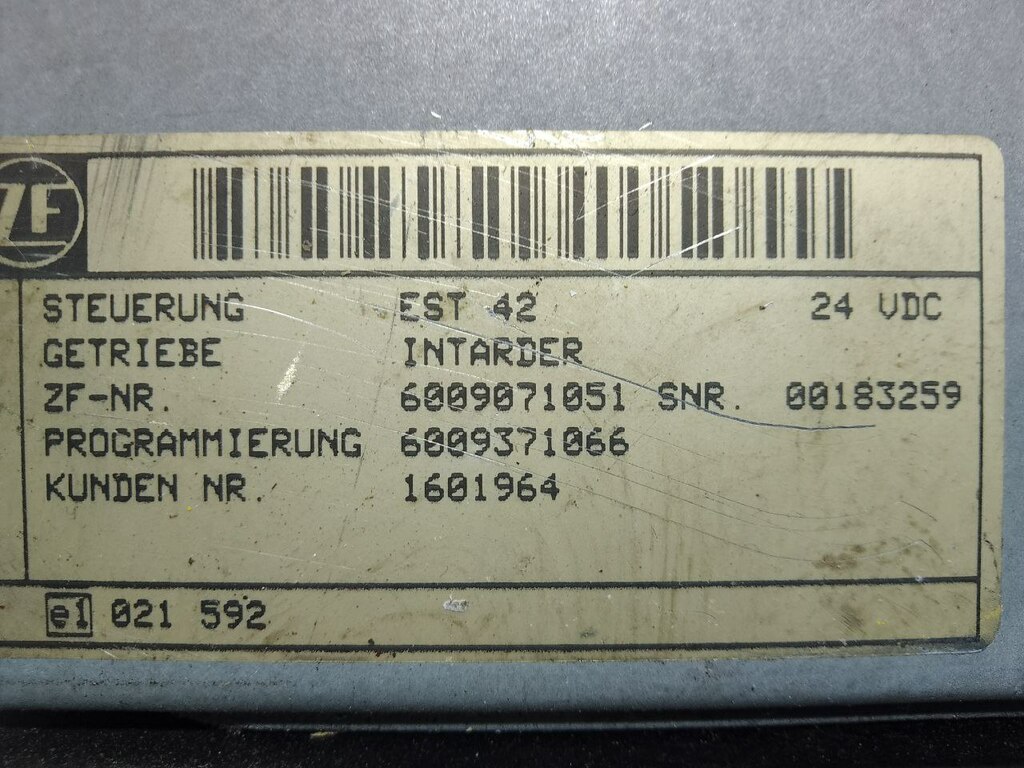 ZF
STEUERUNG EST 42 24 VDC
GETRIEBE INTARDER
ZF-NR. 6009071051 SNR. 00183259
PROGRAMMIERUNG 6009371066
KUNDEN NR. 1601964
e1 021 592